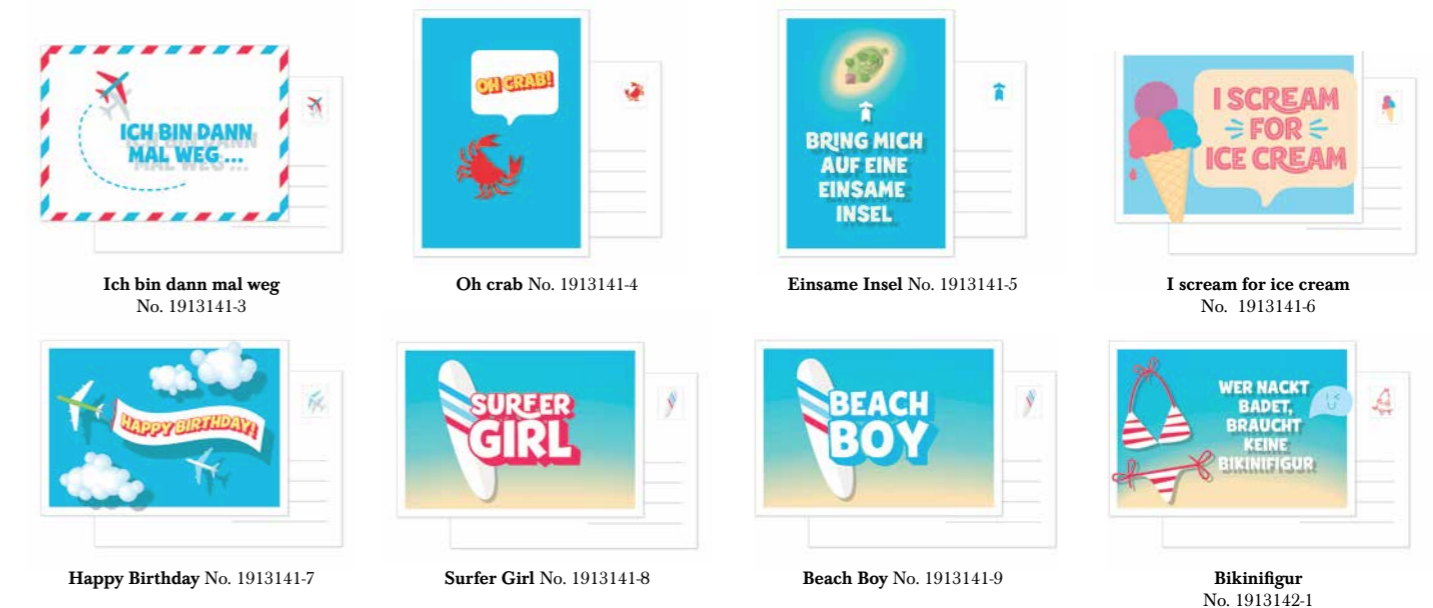 ICH BIN DANN
MAL WEG ...
OH CRAB!
BRING MICH
AUF EINE
EINSAME
INSEL
I SCREAM
FOR
ICE CREAM
Ich bin dann mal weg
No. 1913141-3
Oh crab No. 1913141-4
Einsame Insel No. 1913141-5
I scream for ice cream
No. 1913141-6
HAPPY BIRTHDAY!
SURFER
GIRL
BEACH
BOY
WER NACKT
BADET,
BRAUCHT
KEINE
BIKINIFIGUR
Happy Birthday No. 1913141-7
Surfer Girl No. 1913141-8
Beach Boy No. 1913141-9
Bikinifigur
No. 1913142-1